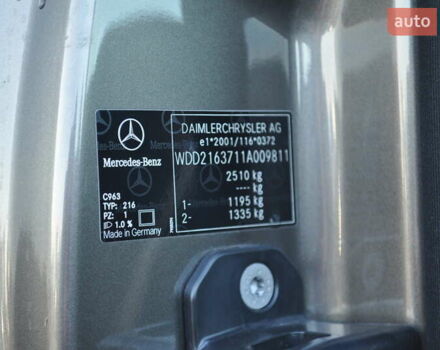 auto
DAIMLERCHRYSLER AG
e1*2001/116*0372
Mercedes-Benz
WDD2163711A009811
2510 kg
---- kg
C963
TYP: 216
PZ: 1
1.0 %
1- 1195 kg
2- 1335 kg
Made in Germany